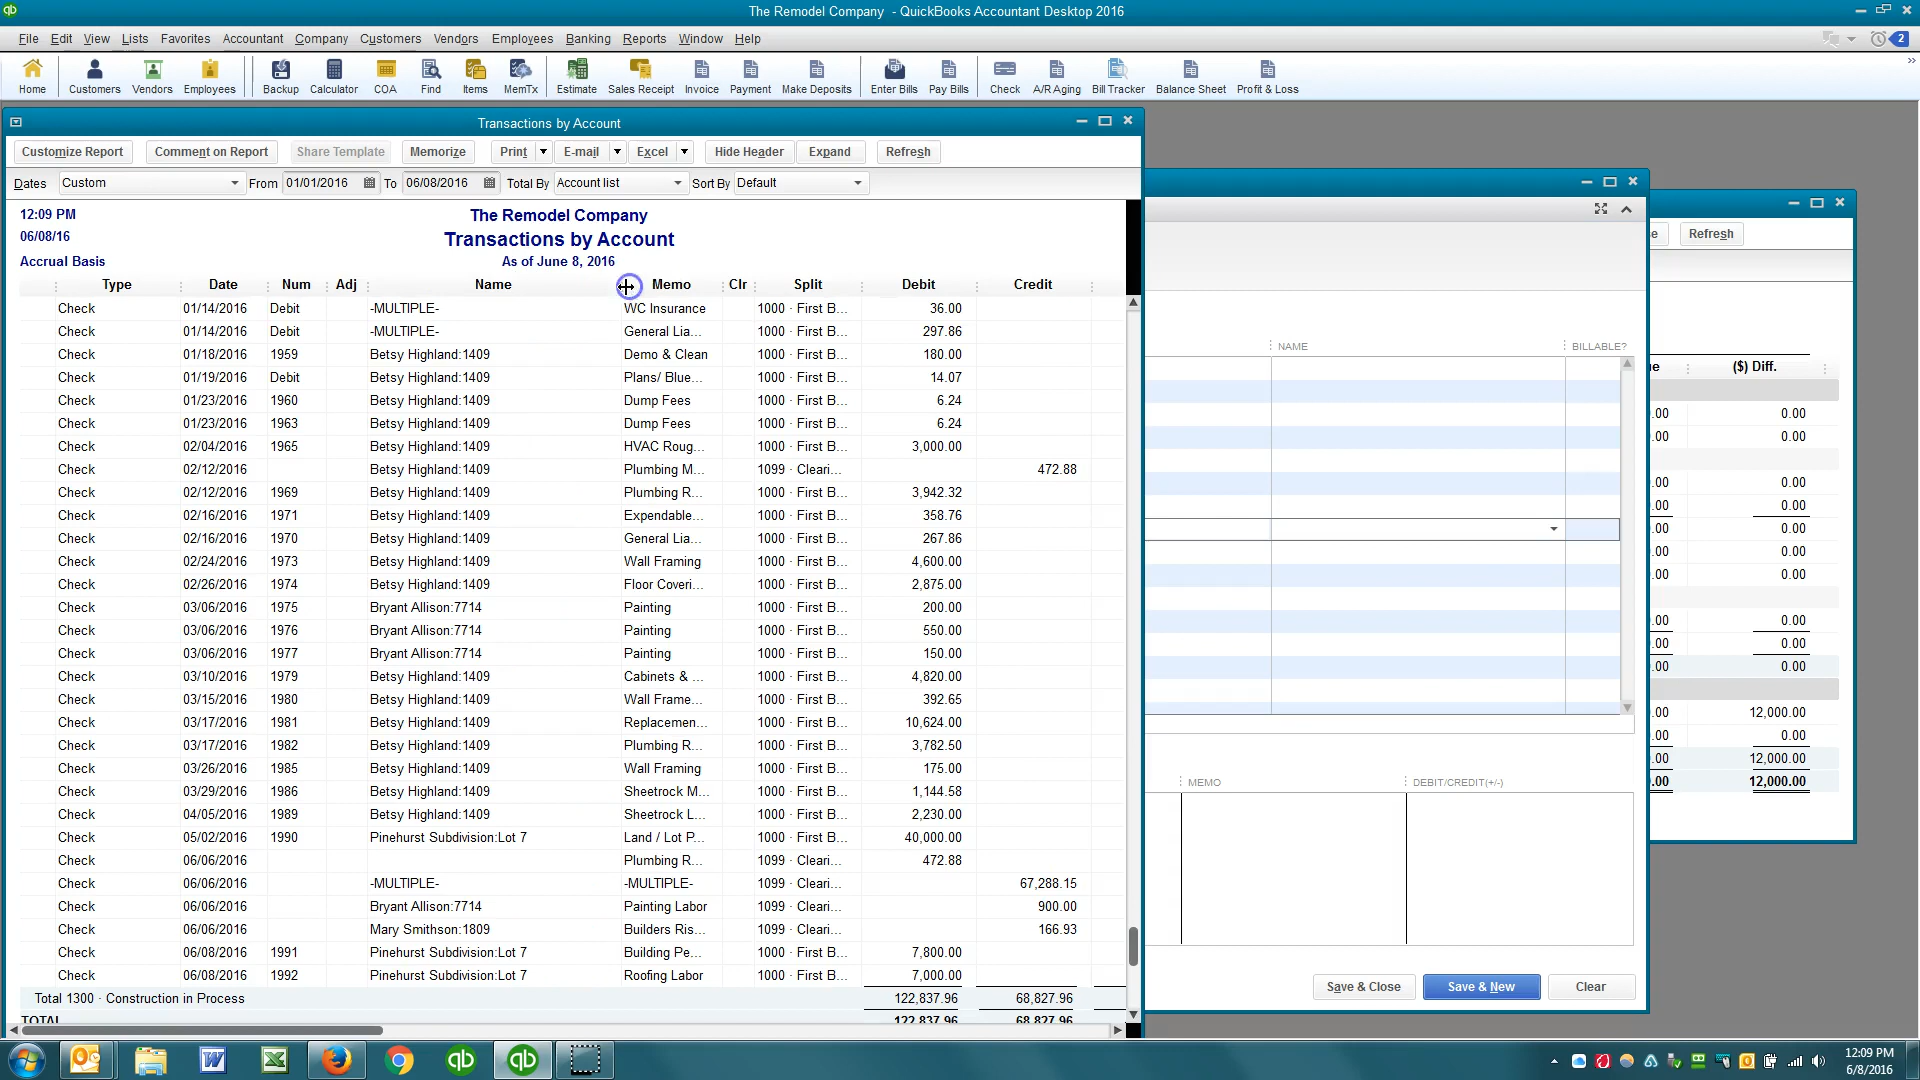 The Remodel Company - QuickBooks Accountant Desktop 2016
File Edit View Lists Favorites Accountant Company Customers Vendors Employees Banking Reports Window Help
2
Home Customers Vendors Employees Backup Calculator COA Find Items MemTx Estimate Sales Receipt Invoice Payment Make Deposits Enter Bills Pay Bills Check A/R Aging Bill Tracker Balance Sheet Profit & Loss
Transactions by Account
Customize Report Comment on Report Share Template Memorize Print E-mail Excel Hide Header Expand Refresh
Dates Custom From 01/01/2016 To 06/08/2016 Total By Account list Sort By Default
12:09 PM
06/08/16
Accrual Basis
The Remodel Company
Transactions by Account
As of June 8, 2016
Type Date Num Adj Name Memo Clr Split Debit Credit
Check 01/14/2016 Debit -MULTIPLE- WC Insurance 1000 · First B... 36.00
Check 01/14/2016 Debit -MULTIPLE- General Lia... 1000 · First B... 297.86
Check 01/18/2016 1959 Betsy Highland:1409 Demo & Clean 1000 · First B... 180.00
Check 01/19/2016 Debit Betsy Highland:1409 Plans/ Blue... 1000 · First B... 14.07
Check 01/23/2016 1960 Betsy Highland:1409 Dump Fees 1000 · First B... 6.24
Check 01/23/2016 1963 Betsy Highland:1409 Dump Fees 1000 · First B... 6.24
Check 02/04/2016 1965 Betsy Highland:1409 HVAC Roug... 1000 · First B... 3,000.00
Check 02/12/2016 Betsy Highland:1409 Plumbing M... 1099 · Cleari... 472.88
Check 02/12/2016 1969 Betsy Highland:1409 Plumbing R... 1000 · First B... 3,942.32
Check 02/16/2016 1971 Betsy Highland:1409 Expendable... 1000 · First B... 358.76
Check 02/16/2016 1970 Betsy Highland:1409 General Lia... 1000 · First B... 267.86
Check 02/24/2016 1973 Betsy Highland:1409 Wall Framing 1000 · First B... 4,600.00
Check 02/26/2016 1974 Betsy Highland:1409 Floor Coveri... 1000 · First B... 2,875.00
Check 03/06/2016 1975 Bryant Allison:7714 Painting 1000 · First B... 200.00
Check 03/06/2016 1976 Bryant Allison:7714 Painting 1000 · First B... 550.00
Check 03/06/2016 1977 Bryant Allison:7714 Painting 1000 · First B... 150.00
Check 03/10/2016 1979 Betsy Highland:1409 Cabinets & ... 1000 · First B... 4,820.00
Check 03/15/2016 1980 Betsy Highland:1409 Wall Frame... 1000 · First B... 392.65
Check 03/17/2016 1981 Betsy Highland:1409 Replacemen... 1000 · First B... 10,624.00
Check 03/17/2016 1982 Betsy Highland:1409 Plumbing R... 1000 · First B... 3,782.50
Check 03/26/2016 1985 Betsy Highland:1409 Wall Framing 1000 · First B... 175.00
Check 03/29/2016 1986 Betsy Highland:1409 Sheetrock M... 1000 · First B... 1,144.58
Check 04/05/2016 1989 Betsy Highland:1409 Sheetrock L... 1000 · First B... 2,230.00
Check 05/02/2016 1990 Pinehurst Subdivision:Lot 7 Land / Lot P... 1000 · First B... 40,000.00
Check 06/06/2016 Plumbing R... 1099 · Cleari... 472.88
Check 06/06/2016 -MULTIPLE- -MULTIPLE- 1099 · Cleari... 67,288.15
Check 06/06/2016 Bryant Allison:7714 Painting Labor 1099 · Cleari... 900.00
Check 06/06/2016 Mary Smithson:1809 Builders Ris... 1099 · Cleari... 166.93
Check 06/08/2016 1991 Pinehurst Subdivision:Lot 7 Building Pe... 1000 · First B... 7,800.00
Check 06/08/2016 1992 Pinehurst Subdivision:Lot 7 Roofing Labor 1000 · First B... 7,000.00
Total 1300 · Construction in Process 122,837.96 68,827.96
TOTAL 122,837.96 68,827.96
NAME BILLABLE?
MEMO DEBIT/CREDIT(+/-)
Save & Close Save & New Clear
e Refresh
e ($) Diff.
.00 0.00
.00 0.00
.00 0.00
.00 0.00
.00 0.00
.00 0.00
.00 0.00
.00 0.00
.00 0.00
.00 0.00
.00 12,000.00
.00 0.00
.00 12,000.00
.00 12,000.00
12:09 PM
6/8/2016